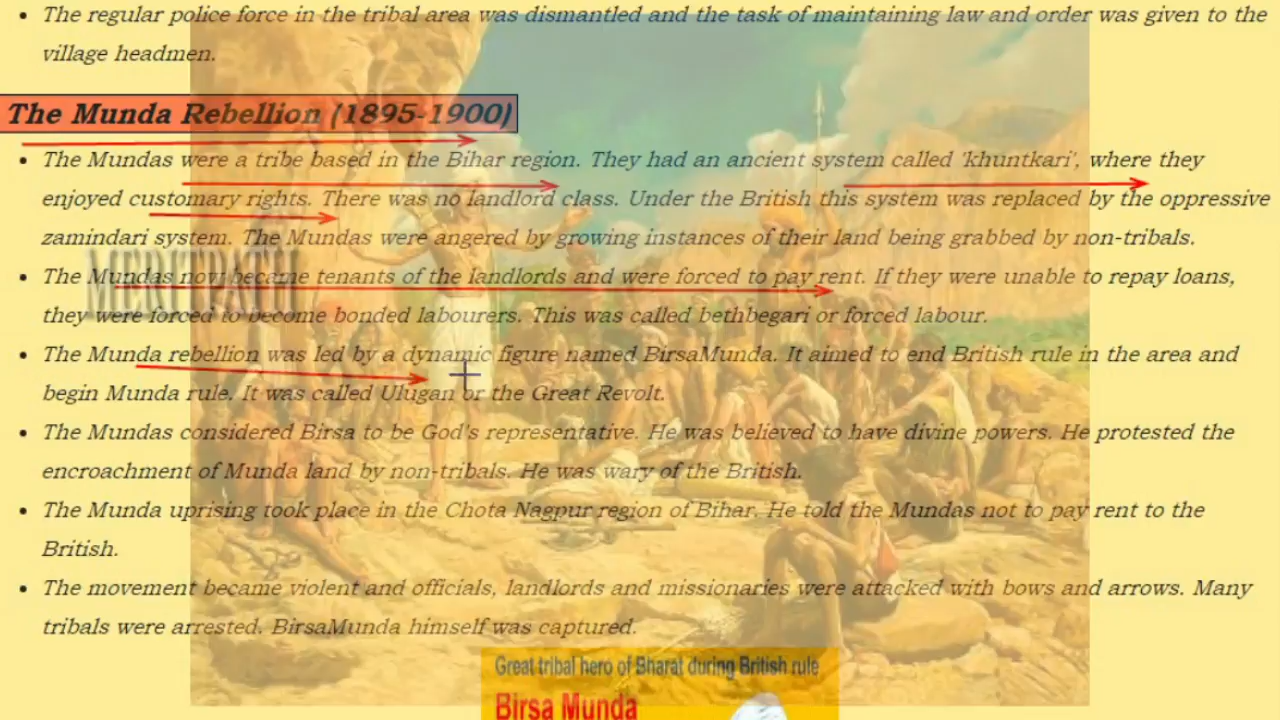 • The regular police force in the tribal area was dismantled and the task of maintaining law and order was given to the
village headmen.
The Munda Rebellion (1895-1900)
• The Mundas were a tribe based in the Bihar region. They had an ancient system called 'khuntkari', where they
enjoyed customary rights. There was no landlord class. Under the British this system was replaced by the oppressive
zamindari system. The Mundas were angered by growing instances of their land being grabbed by non-tribals.
• The Mundas now became tenants of the landlords and were forced to pay rent. If they were unable to repay loans,
they were forced to become bonded labourers. This was called bethbegari or forced labour.
MERITPATH
• The Munda rebellion was led by a dynamic figure named BirsaMunda. It aimed to end British rule in the area and
begin Munda rule. It was called Ulugan or the Great Revolt.
• The Mundas considered Birsa to be God's representative. He was believed to have divine powers. He protested the
encroachment of Munda land by non-tribals. He was wary of the British.
• The Munda uprising took place in the Chota Nagpur region of Bihar. He told the Mundas not to pay rent to the
British.
• The movement became violent and officials, landlords and missionaries were attacked with bows and arrows. Many
tribals were arrested. BirsaMunda himself was captured.
Great tribal hero of Bharat during British rule
Birsa Munda